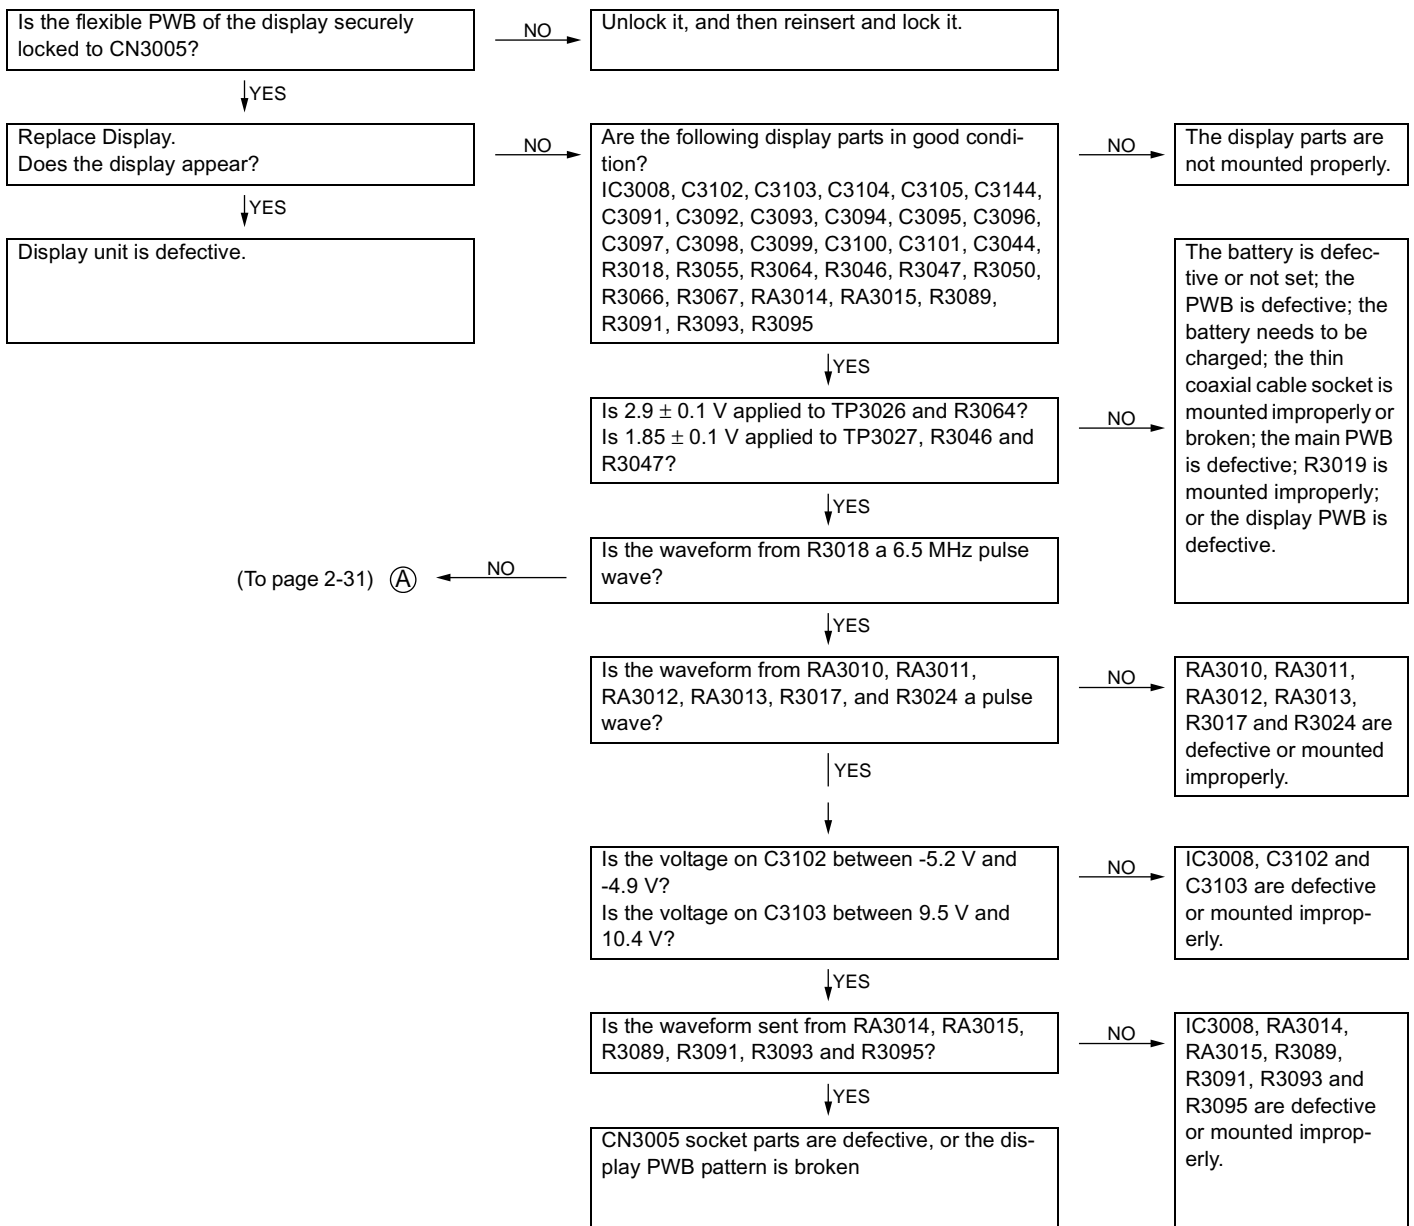 Is the flexible PWB of the display securely
locked to CN3005?
NO
Unlock it, and then reinsert and lock it.
YES
Replace Display.
Does the display appear?
NO
Are the following display parts in good condi-
tion?
IC3008, C3102, C3103, C3104, C3105, C3144,
C3091, C3092, C3093, C3094, C3095, C3096,
C3097, C3098, C3099, C3100, C3101, C3044,
R3018, R3055, R3064, R3046, R3047, R3050,
R3066, R3067, RA3014, RA3015, R3089,
R3091, R3093, R3095
NO
The display parts are
not mounted properly.
YES
Display unit is defective.
YES
Is 2.9 ± 0.1 V applied to TP3026 and R3064?
Is 1.85 ± 0.1 V applied to TP3027, R3046 and
R3047?
NO
The battery is defec-
tive or not set; the
PWB is defective; the
battery needs to be
charged; the thin
coaxial cable socket is
mounted improperly or
broken; the main PWB
is defective; R3019 is
mounted improperly;
or the display PWB is
defective.
YES
Is the waveform from R3018 a 6.5 MHz pulse
wave?
NO
(To page 2-31) Ⓐ
YES
Is the waveform from RA3010, RA3011,
RA3012, RA3013, R3017, and R3024 a pulse
wave?
NO
RA3010, RA3011,
RA3012, RA3013,
R3017 and R3024 are
defective or mounted
improperly.
YES
Is the voltage on C3102 between -5.2 V and
-4.9 V?
Is the voltage on C3103 between 9.5 V and
10.4 V?
NO
IC3008, C3102 and
C3103 are defective
or mounted improp-
erly.
YES
Is the waveform sent from RA3014, RA3015,
R3089, R3091, R3093 and R3095?
NO
IC3008, RA3014,
RA3015, R3089,
R3091, R3093 and
R3095 are defective
or mounted improp-
erly.
YES
CN3005 socket parts are defective, or the dis-
play PWB pattern is broken